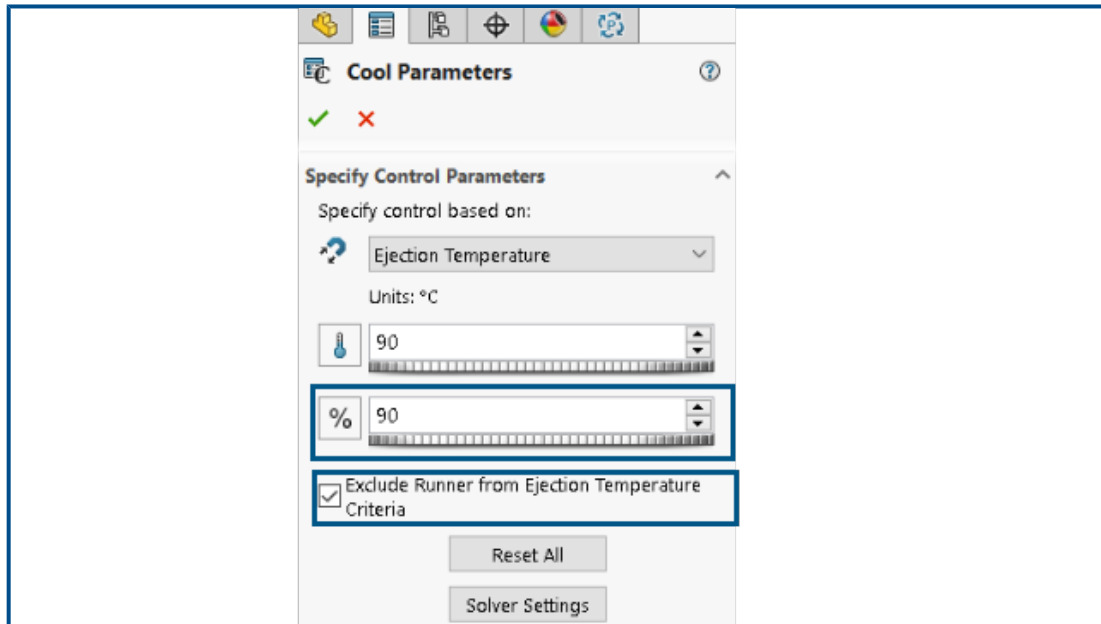 Cool Parameters
Specify Control Parameters
Specify control based on:
Ejection Temperature
Units: °C
90
% 90
Exclude Runner from Ejection Temperature
Criteria
Reset All
Solver Settings